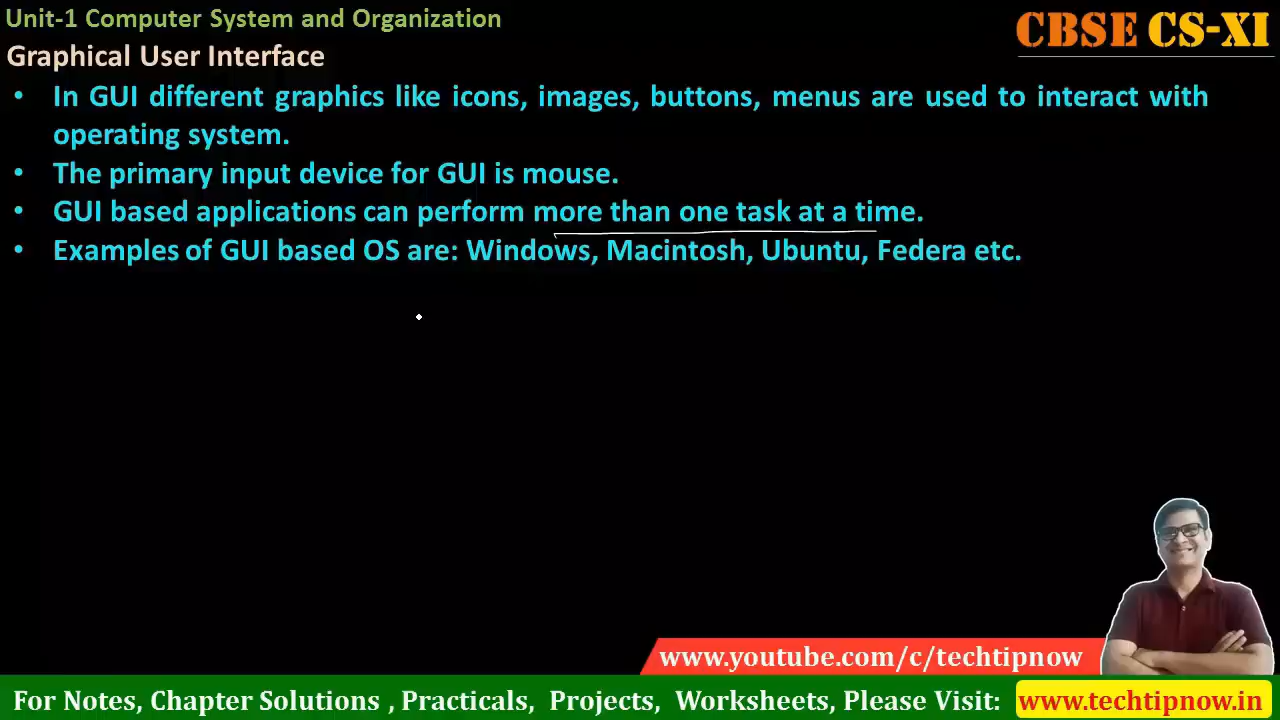 Unit-1 Computer System and Organization
CBSE CS-XI
Graphical User Interface
• In GUI different graphics like icons, images, buttons, menus are used to interact with
operating system.
• The primary input device for GUI is mouse.
• GUI based applications can perform more than one task at a time.
• Examples of GUI based OS are: Windows, Macintosh, Ubuntu, Federa etc.
www.youtube.com/c/techtipnow
For Notes, Chapter Solutions , Practicals, Projects, Worksheets, Please Visit: www.techtipnow.in